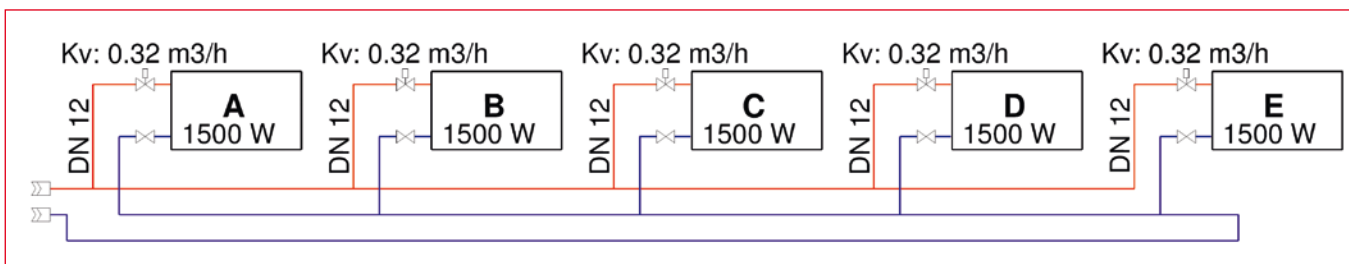 Kv: 0.32 m3/h
DN 12
A
1500 W
Kv: 0.32 m3/h
DN 12
B
1500 W
Kv: 0.32 m3/h
DN 12
C
1500 W
Kv: 0.32 m3/h
DN 12
D
1500 W
Kv: 0.32 m3/h
DN 12
E
1500 W